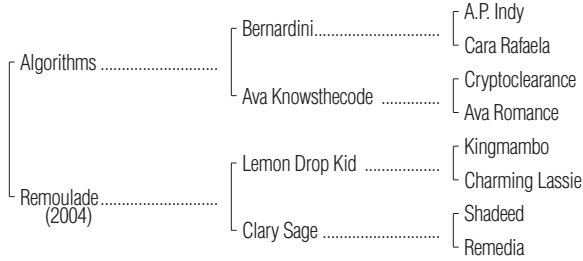 A.P. Indy
Bernardini
Cara Rafaela
Algorithms
Cryptoclearance
Ava Knowsthecode
Ava Romance
Kingmambo
Lemon Drop Kid
Charming Lassie
Remoulade
(2004)
Shadeed
Clary Sage
Remedia